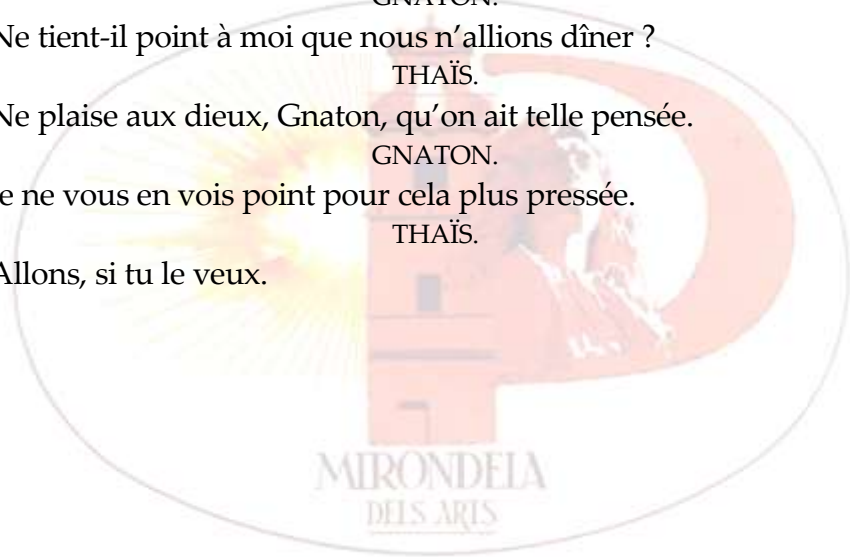 GNATON.
Ne tient-il point à moi que nous n’allions dîner ?
THAÏS.
Ne plaise aux dieux, Gnaton, qu’on ait telle pensée.
GNATON.
e ne vous en vois point pour cela plus pressée.
THAÏS.
Allons, si tu le veux.
MIRONDELA
DELS ARTS